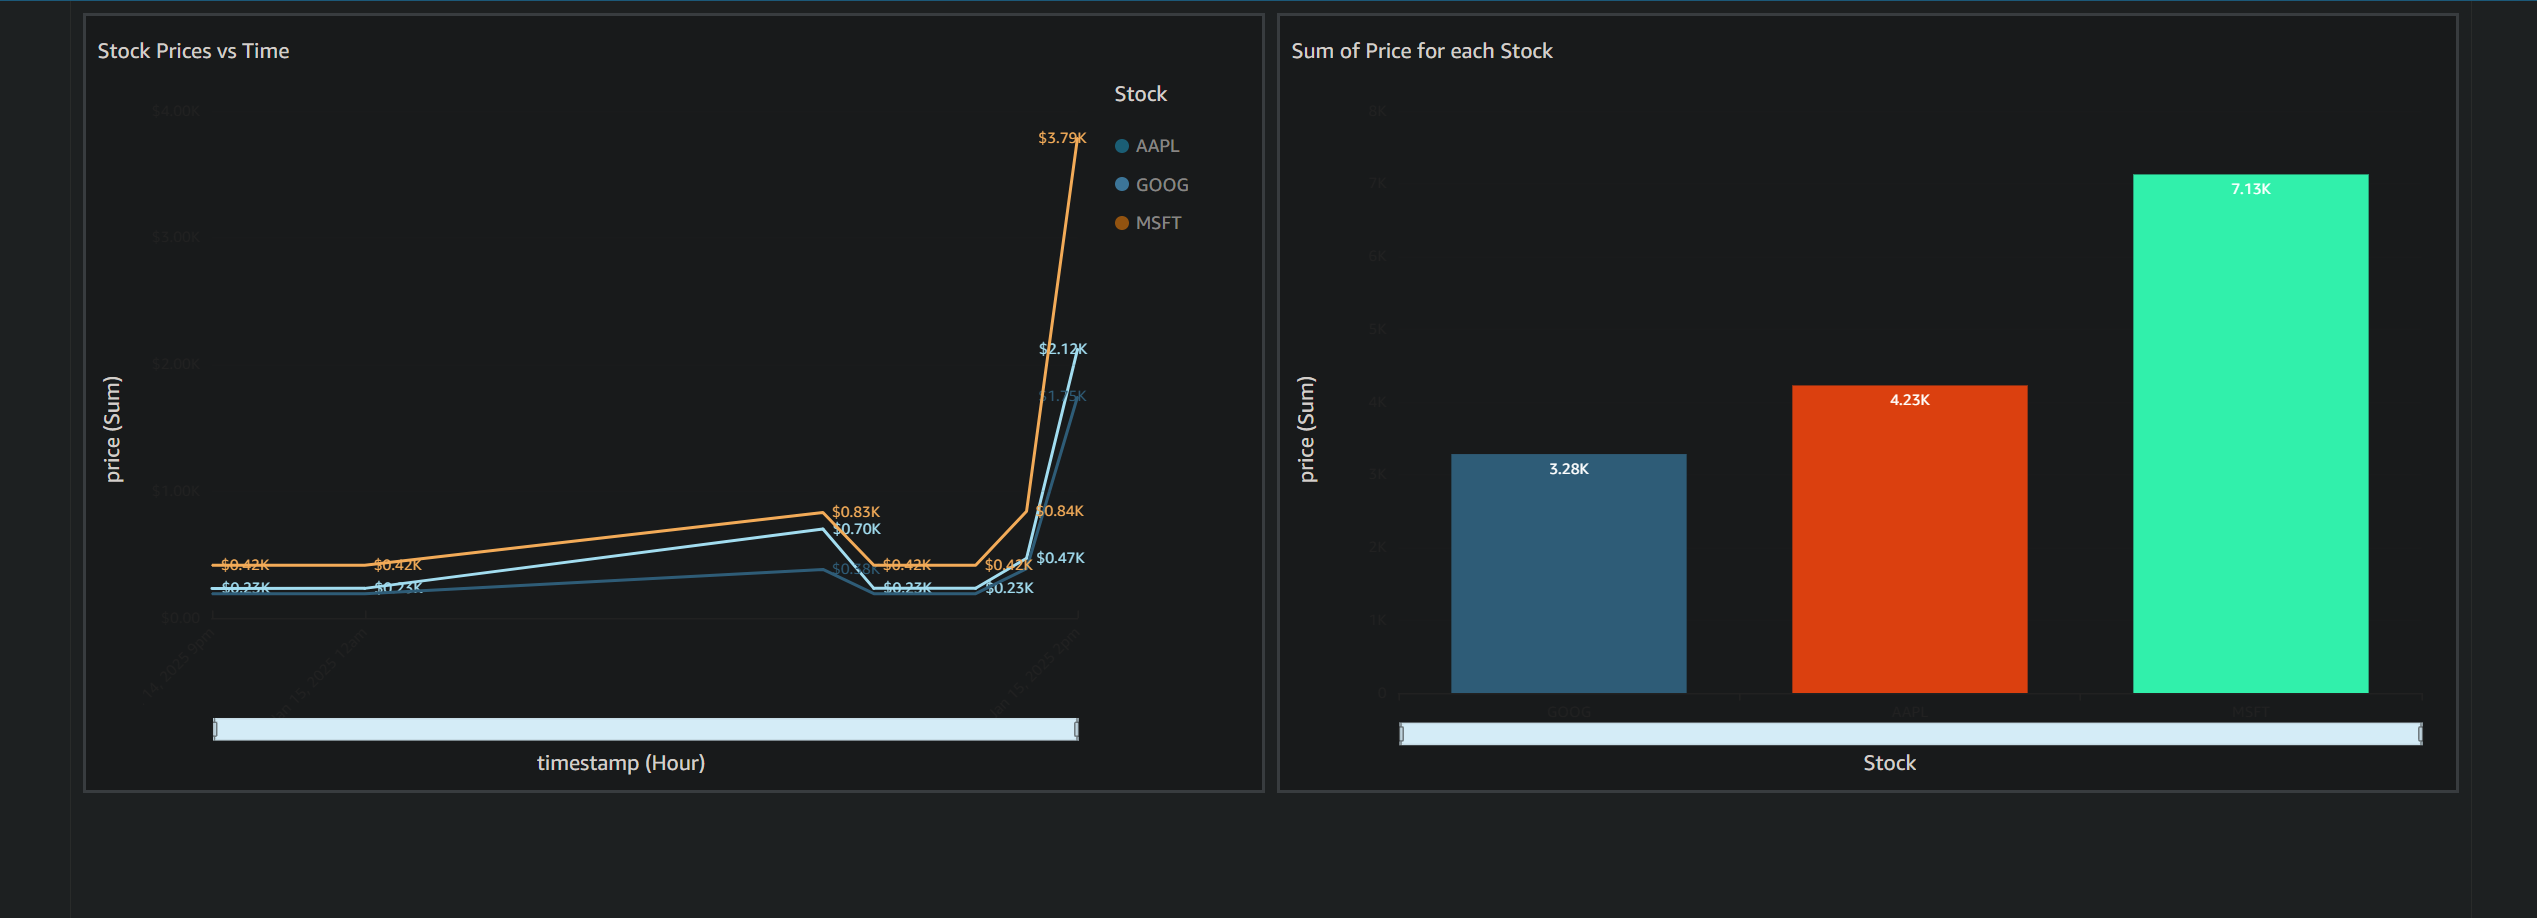 Stock Prices vs Time
Stock
AAPL
GOOG
MSFT
price (Sum)
$4.00K
$3.00K
$2.00K
$1.00K
$0.00
$3.79K
$2.12K
$1.75K
$0.83K
$0.70K
$0.38K
$0.84K
$0.47K
$0.42K
$0.42K
$0.42K
$0.42K
$0.23K
$0.23K
$0.23K
$0.23K
14, 2025 9pm
15, 2025 12am
Jan 15, 2025 2pm
timestamp (Hour)
Sum of Price for each Stock
price (Sum)
8K
7K
6K
5K
4K
3K
2K
1K
0
3.28K
4.23K
7.13K
GOOG
AAPL
MSFT
Stock